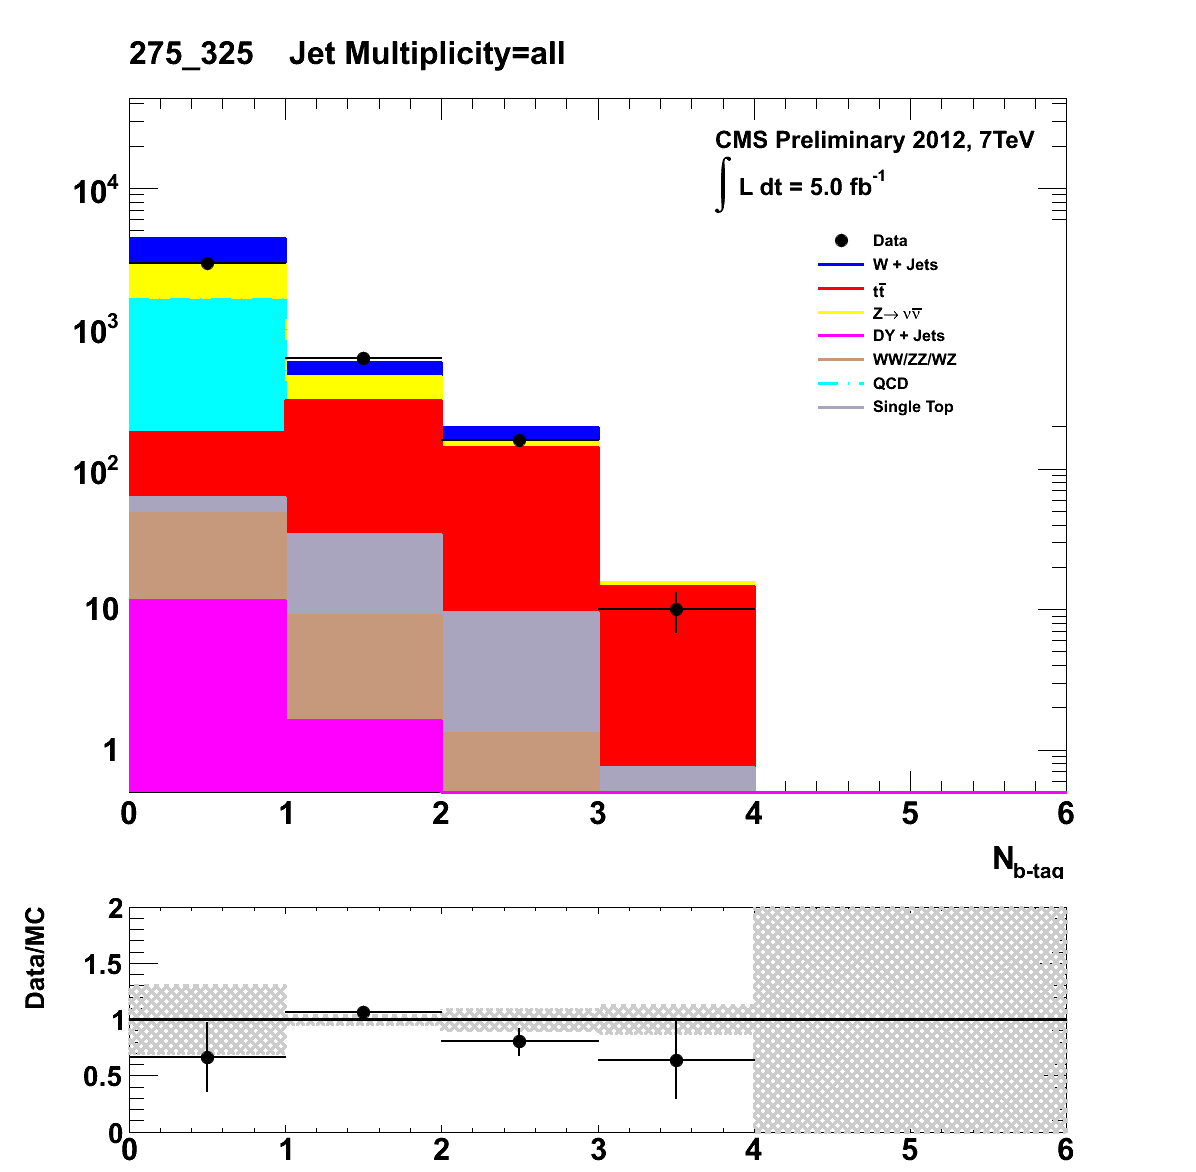 275_325 Jet Multiplicity=all
CMS Preliminary 2012, 7TeV
∫ L dt = 5.0 fb⁻¹
Data
W + Jets
tt̅
Z→ νν̅
DY + Jets
WW/ZZ/WZ
QCD
Single Top
10⁴
10³
10²
10
1
0 1 2 3 4 5 6
N_b-tag
Data/MC
2
1.5
1
0.5
0
0 1 2 3 4 5 6